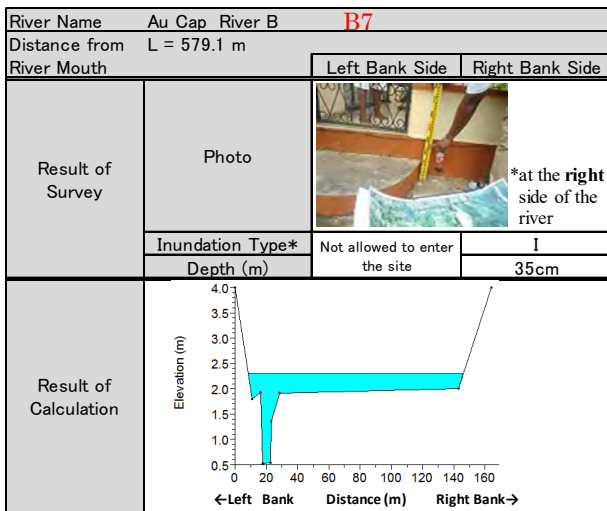 River Name Au Cap River B B7
Distance from L = 579.1 m
River Mouth Left Bank Side Right Bank Side
Result of Survey
Photo
*at the right
side of the
river
Inundation Type* Not allowed to enter the site I
Depth (m) 35cm
Result of Calculation
Elevation (m)
4.0
3.5
3.0
2.5
2.0
1.5
1.0
0.5
0 20 40 60 80 100 120 140 160
←Left Bank Distance (m) Right Bank→